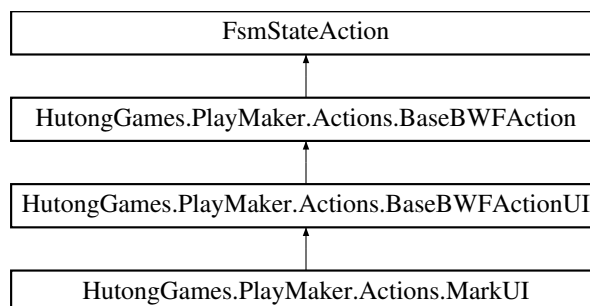 FsmStateAction
HutongGames.PlayMaker.Actions.BaseBWFAction
HutongGames.PlayMaker.Actions.BaseBWFActionUI
HutongGames.PlayMaker.Actions.MarkUI